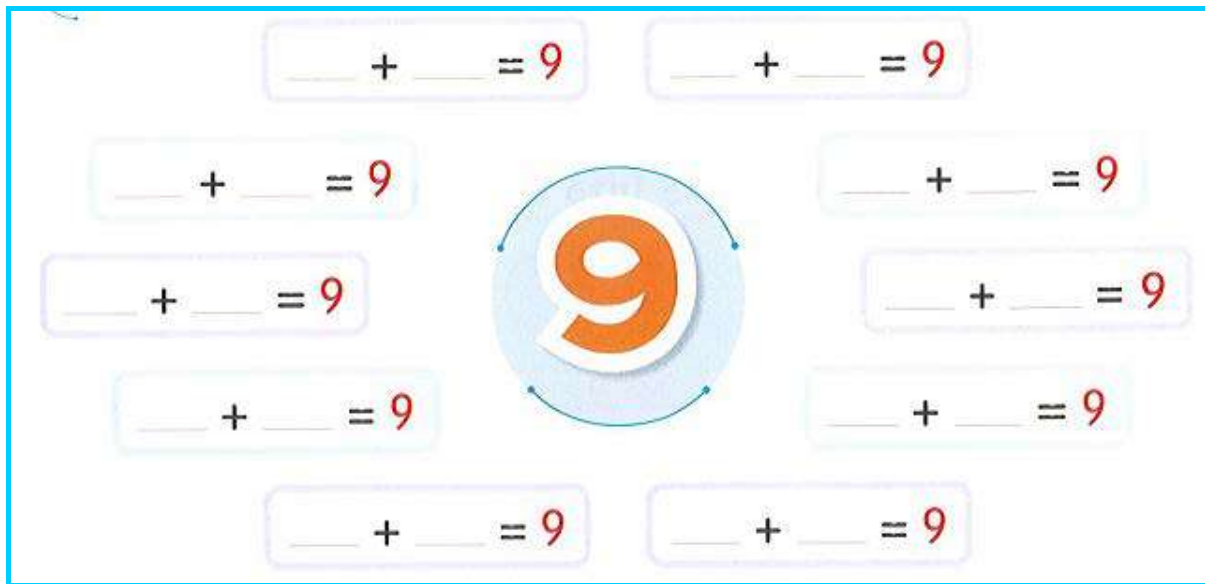 ___ + ___ = 9 ___ + ___ = 9
___ + ___ = 9 ___ + ___ = 9
9
___ + ___ = 9 ___ + ___ = 9
___ + ___ = 9 ___ + ___ = 9
___ + ___ = 9 ___ + ___ = 9